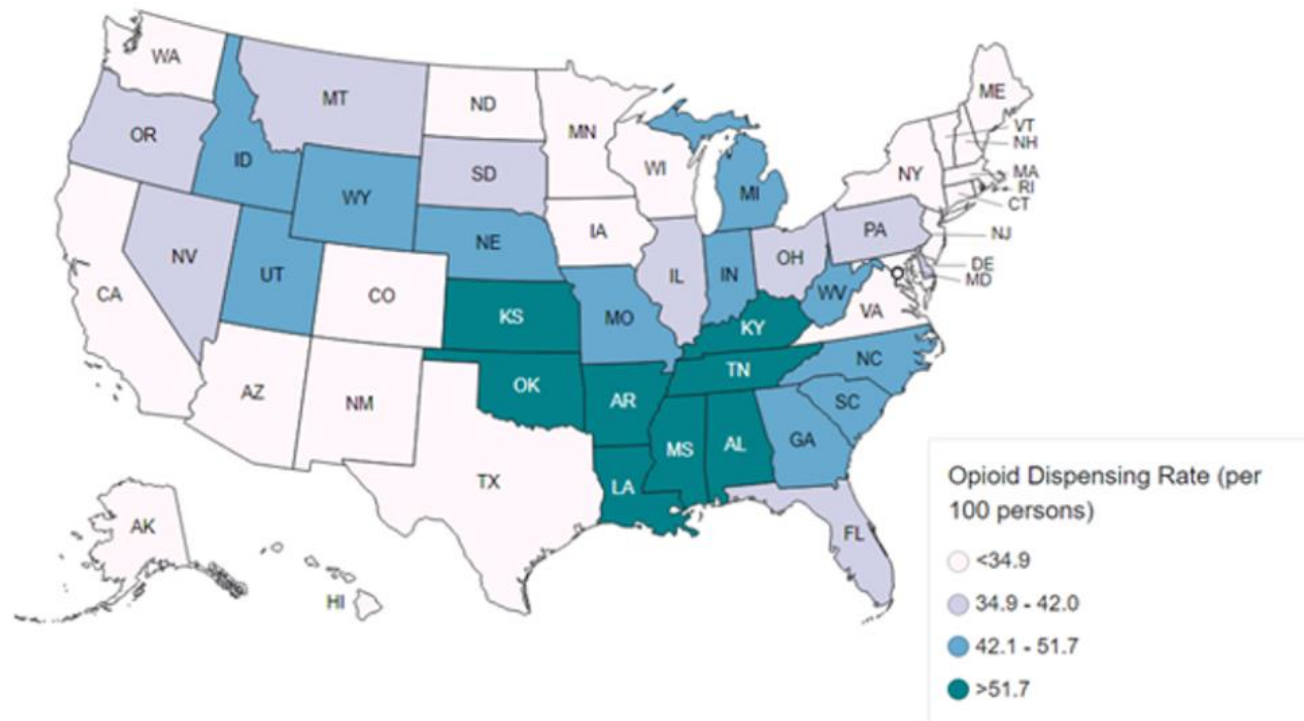 WA
MT
ND
MN
ME
VT
NH
OR
ID
SD
WI
NY
MA
RI
CT
WY
MI
IA
PA
NJ
NE
NV
UT
IL
IN
OH
DE
MD
CA
CO
WV
VA
KS
MO
KY
NC
AZ
NM
OK
AR
TN
SC
MS
AL
GA
TX
LA
FL
AK
HI
Opioid Dispensing Rate (per
100 persons)
<34.9
34.9 - 42.0
42.1 - 51.7
>51.7